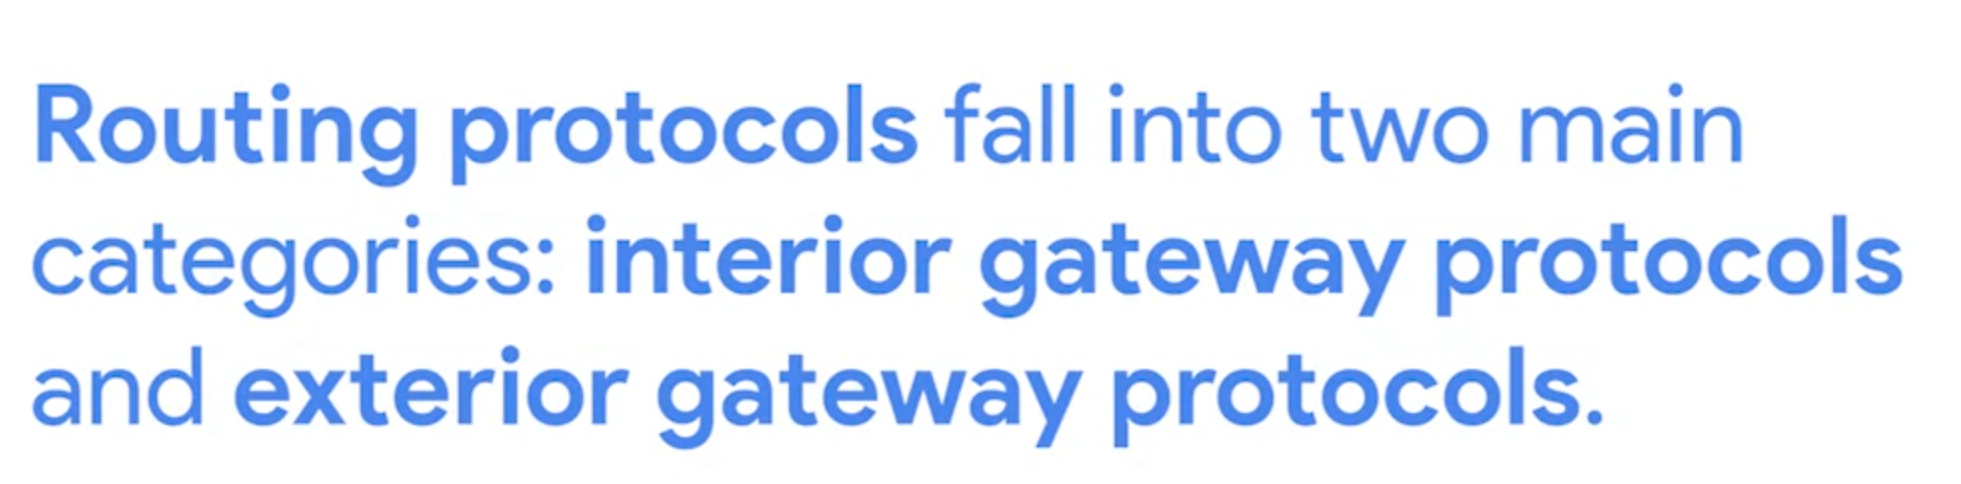 Routing protocols fall into two main
categories: interior gateway protocols
and exterior gateway protocols.